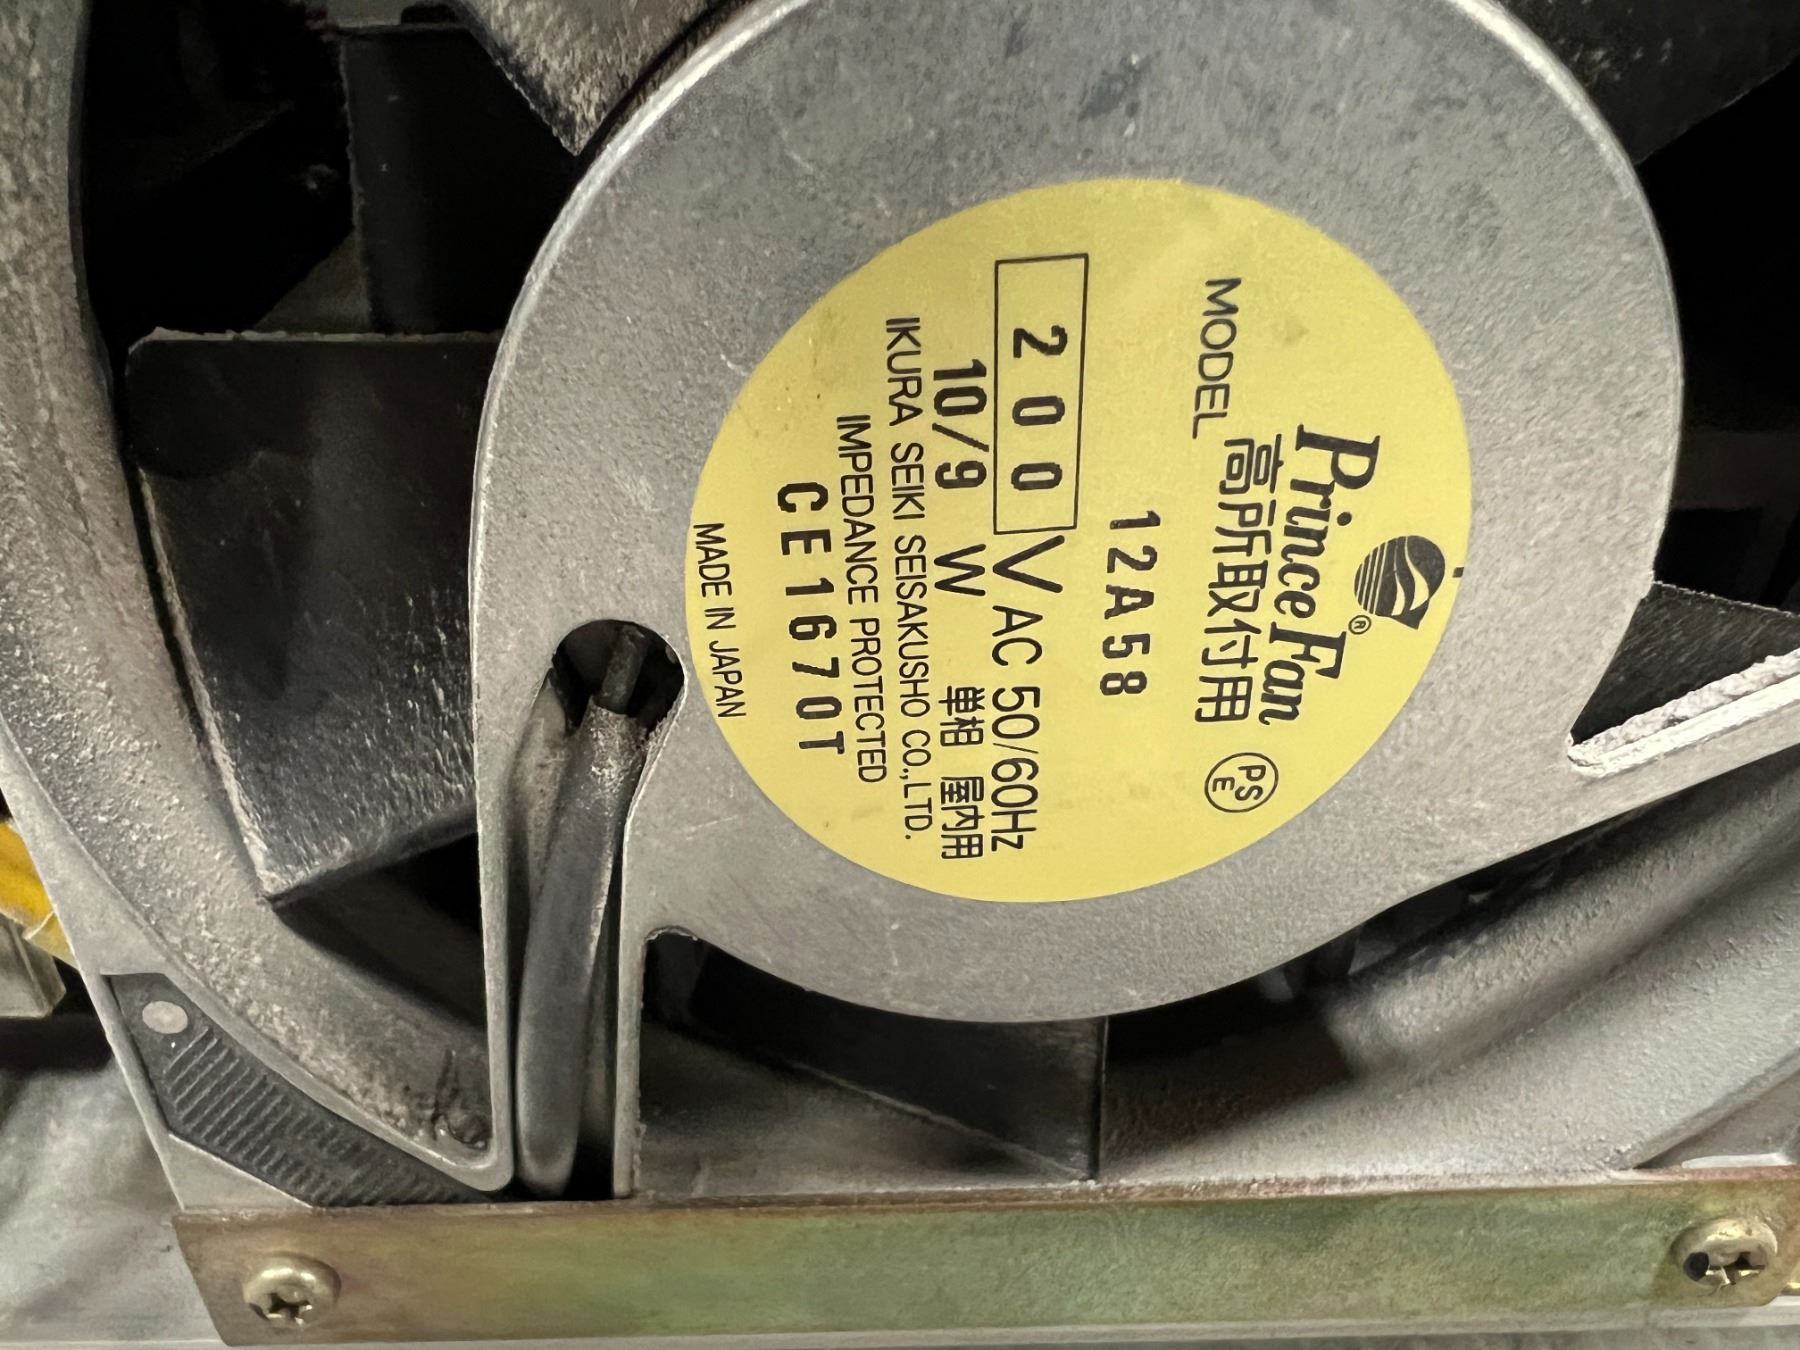 Prince Fan ®
高所取付用
PSE
MODEL
12A58
200 V AC 50/60Hz
10/9 W 単相 屋内用
IKURA SEIKI SEISAKUSHO CO.,LTD.
IMPEDANCE PROTECTED
CE1670T
MADE IN JAPAN